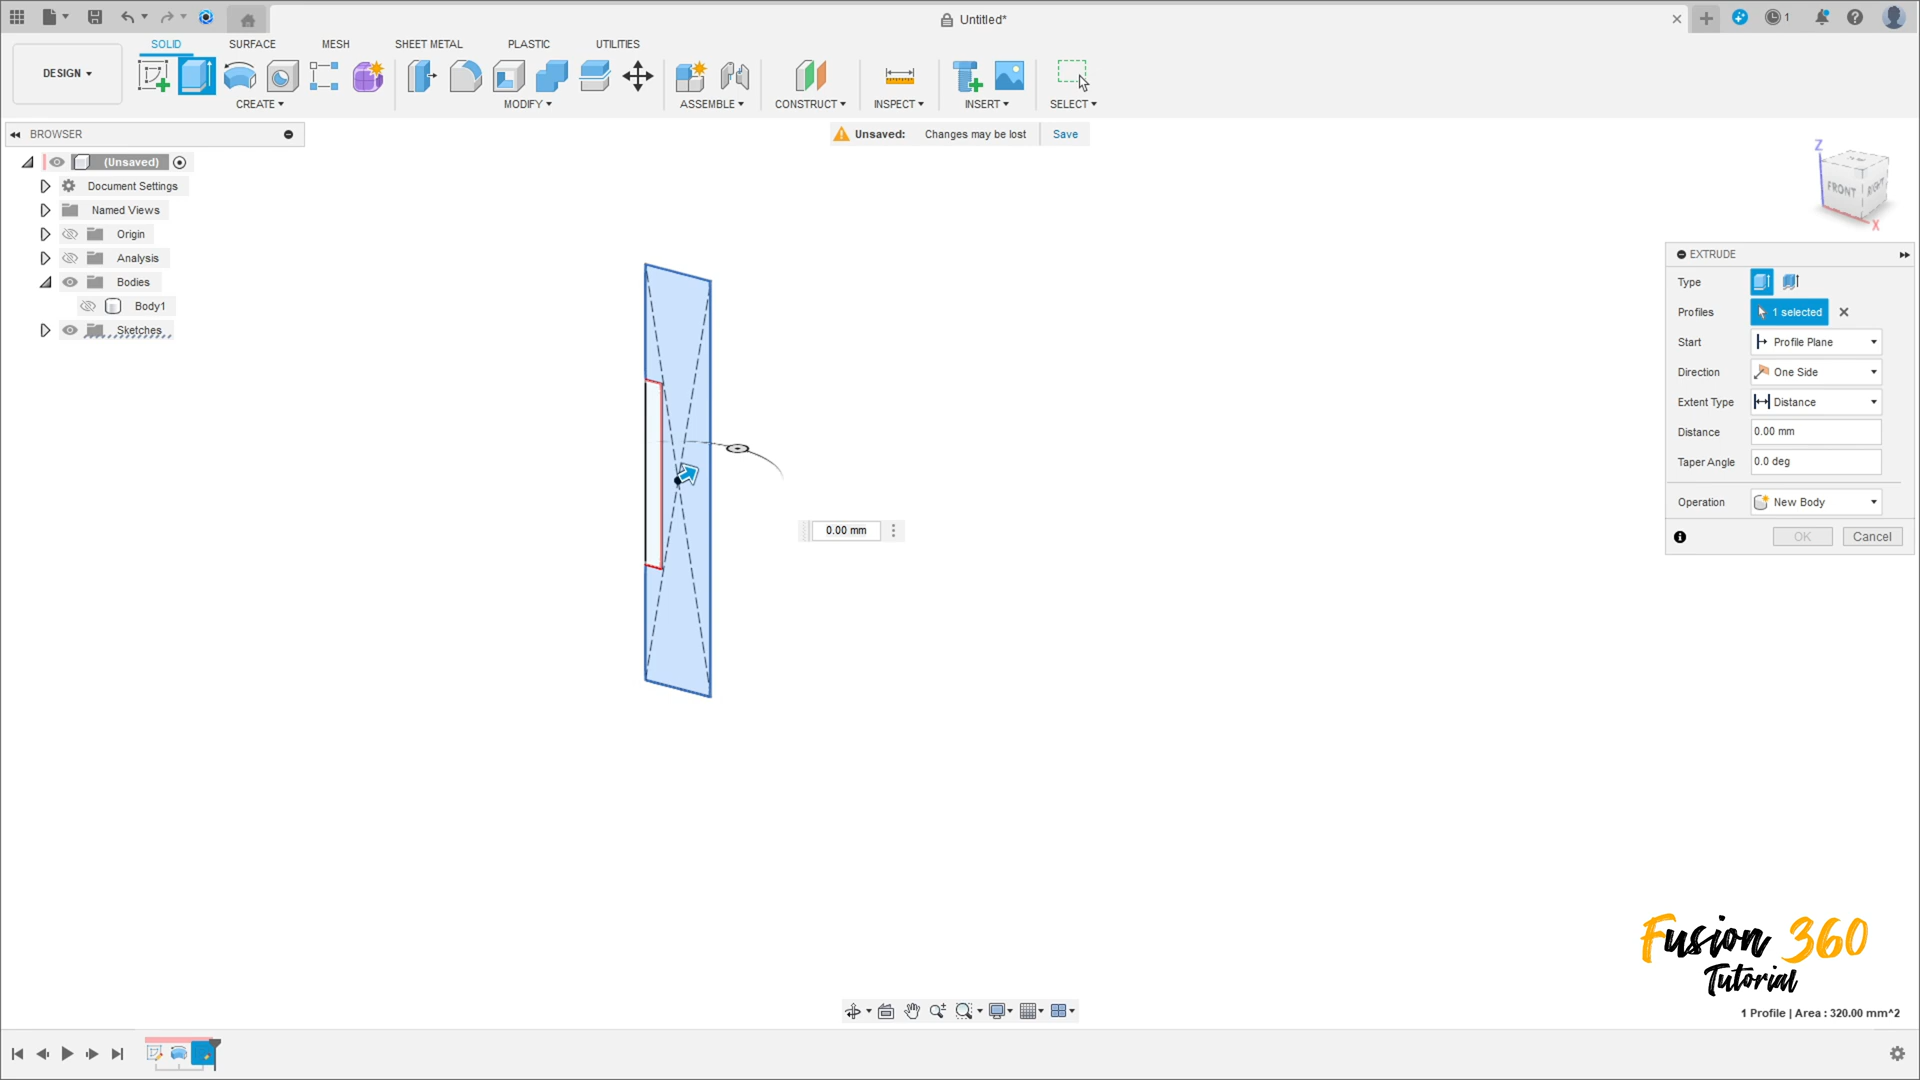 Untitled*
1
DESIGN
SOLID
SURFACE
MESH
SHEET METAL
PLASTIC
UTILITIES
CREATE
MODIFY
ASSEMBLE
CONSTRUCT
INSPECT
INSERT
SELECT
BROWSER
Unsaved: Changes may be lost Save
(Unsaved)
Document Settings
Named Views
Origin
Analysis
Bodies
Body1
Sketches
Z
FRONT
RIGHT
X
EXTRUDE
Type
Profiles 1 selected
Start Profile Plane
Direction One Side
Extent Type Distance
Distance 0.00 mm
Taper Angle 0.0 deg
Operation New Body
OK Cancel
0.00 mm
Fusion 360
Tutorial
1 Profile | Area : 320.00 mm^2